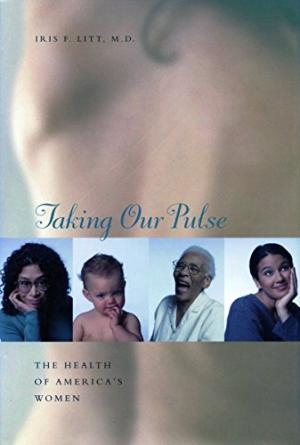 IRIS F. LITT, M.D.
Taking Our Pulse
THE HEALTH
OF AMERICA'S
WOMEN